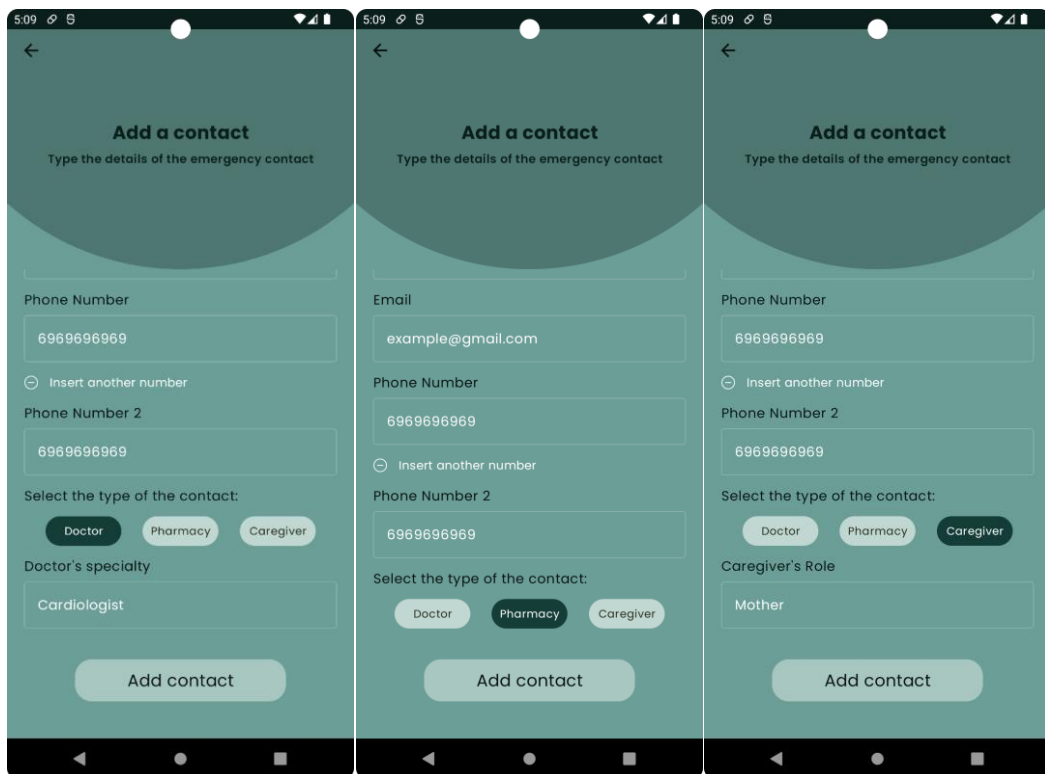 5:09
Add a contact
Type the details of the emergency contact
Phone Number
6969696969
Insert another number
Phone Number 2
6969696969
Select the type of the contact:
Doctor Pharmacy Caregiver
Doctor's specialty
Cardiologist
Add contact
5:09
Add a contact
Type the details of the emergency contact
Email
example@gmail.com
Phone Number
6969696969
Insert another number
Phone Number 2
6969696969
Select the type of the contact:
Doctor Pharmacy Caregiver
Add contact
5:09
Add a contact
Type the details of the emergency contact
Phone Number
6969696969
Insert another number
Phone Number 2
6969696969
Select the type of the contact:
Doctor Pharmacy Caregiver
Caregiver's Role
Mother
Add contact